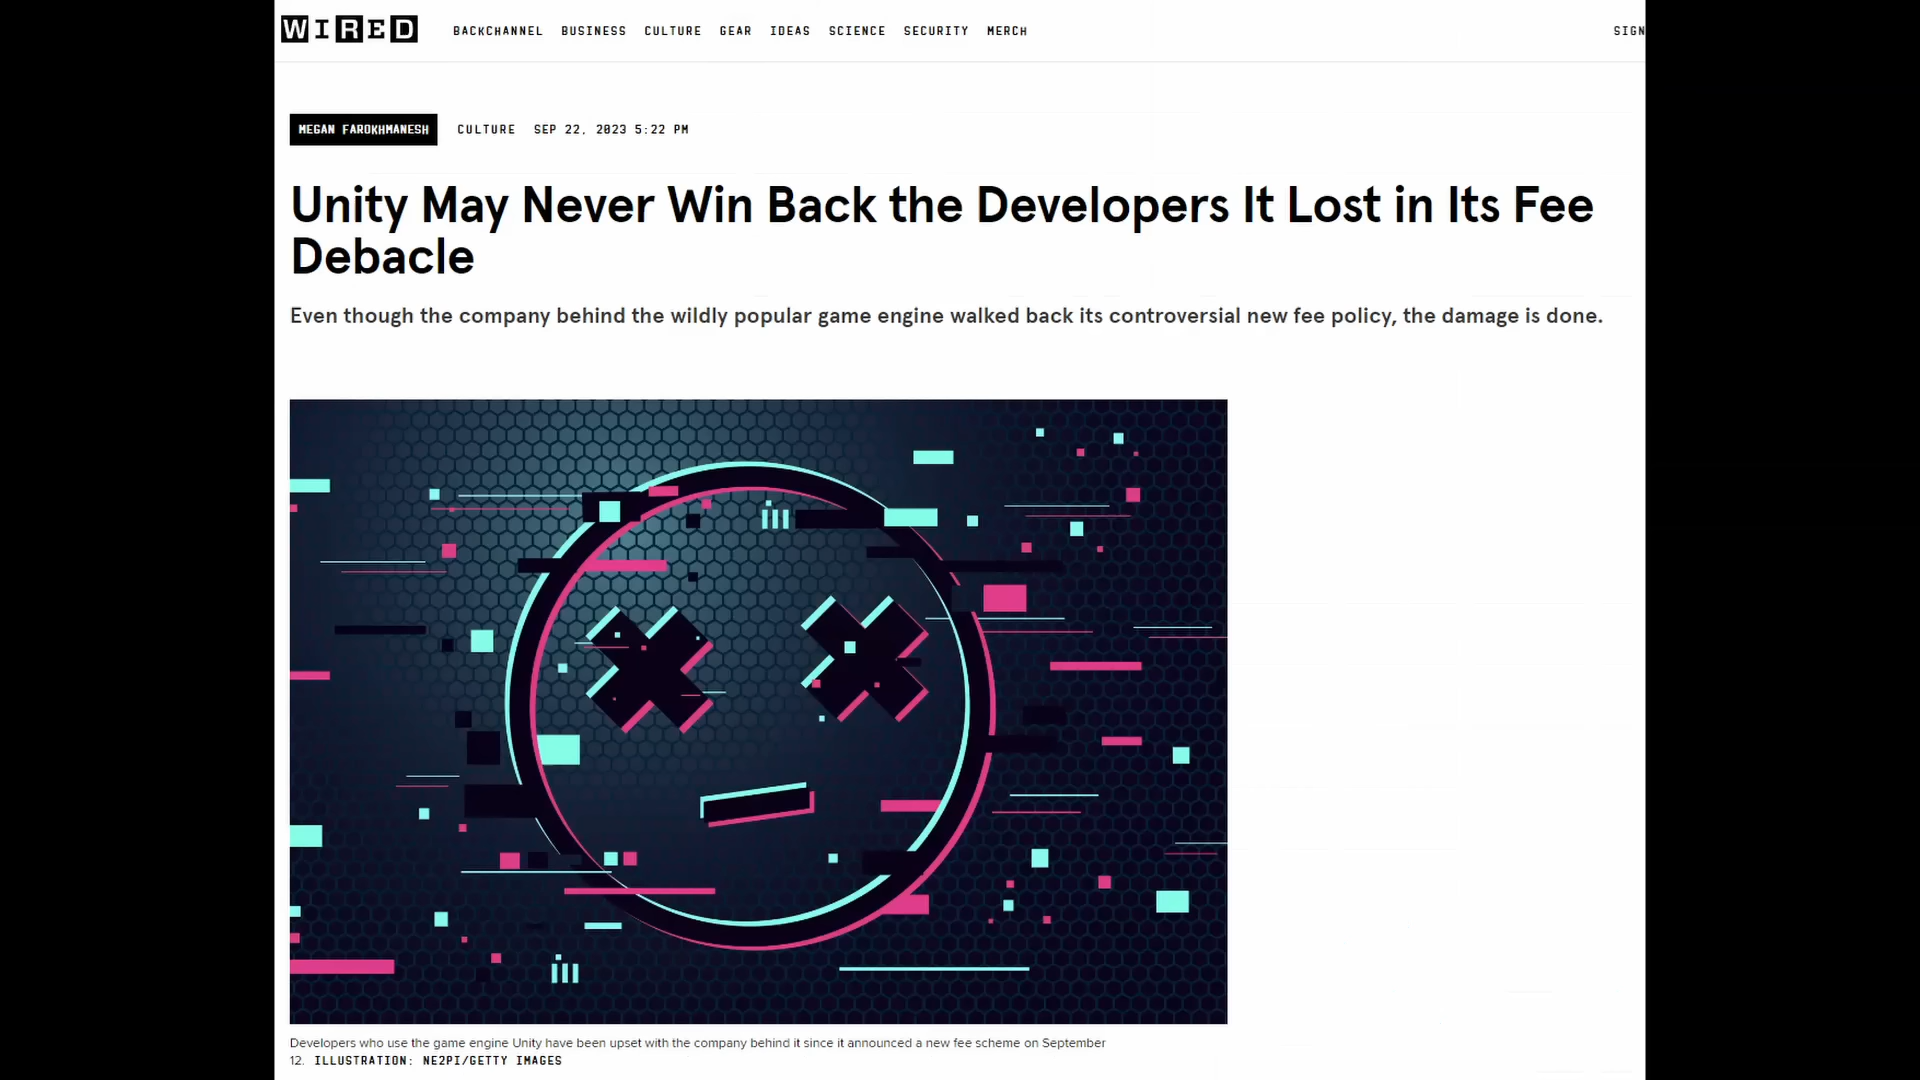 WIRED
BACKCHANNEL BUSINESS CULTURE GEAR IDEAS SCIENCE SECURITY MERCH
SIGN
MEGAN FAROKHMANESH CULTURE SEP 22, 2023 5:22 PM
Unity May Never Win Back the Developers It Lost in Its Fee
Debacle
Even though the company behind the wildly popular game engine walked back its controversial new fee policy, the damage is done.
Developers who use the game engine Unity have been upset with the company behind it since it announced a new fee scheme on September
12. ILLUSTRATION: NE2PI/GETTY IMAGES